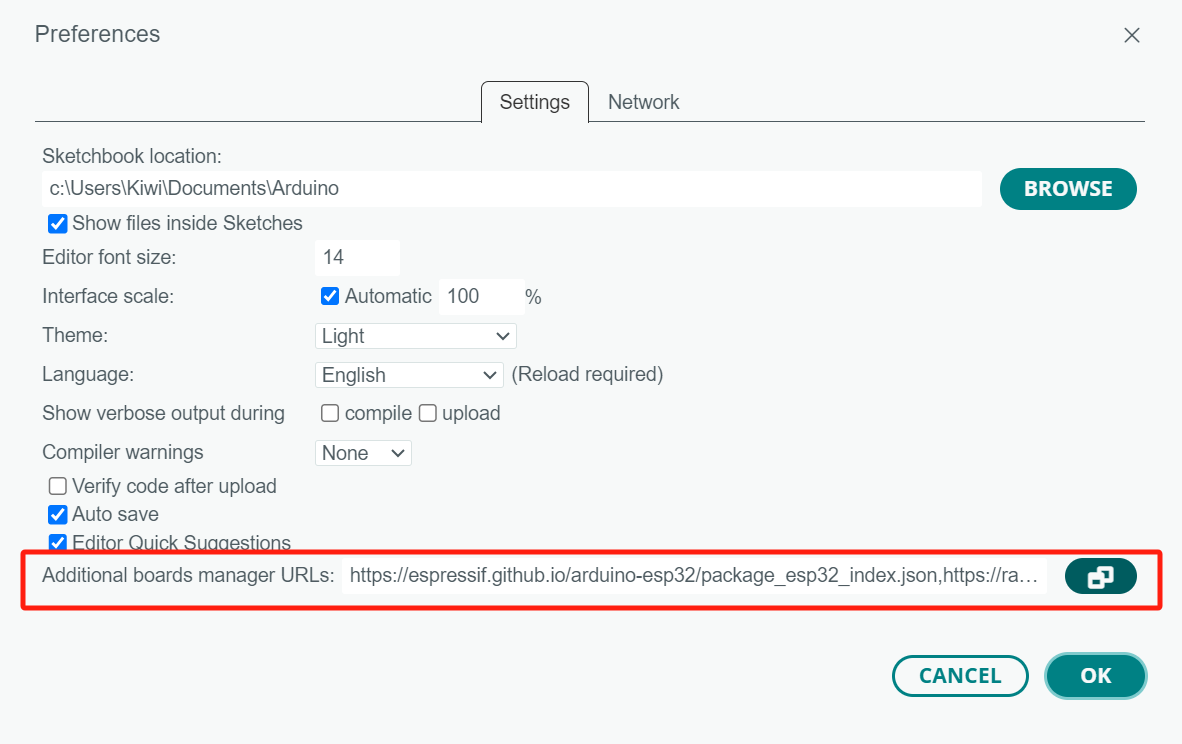 Preferences
Settings Network
Sketchbook location:
c:\Users\Kiwi\Documents\Arduino BROWSE
Show files inside Sketches
Editor font size: 14
Interface scale: Automatic 100 %
Theme: Light
Language: English (Reload required)
Show verbose output during compile upload
Compiler warnings None
Verify code after upload
Auto save
Editor Quick Suggestions
Additional boards manager URLs: https://espressif.github.io/arduino-esp32/package_esp32_index.json,https://ra…
CANCEL OK